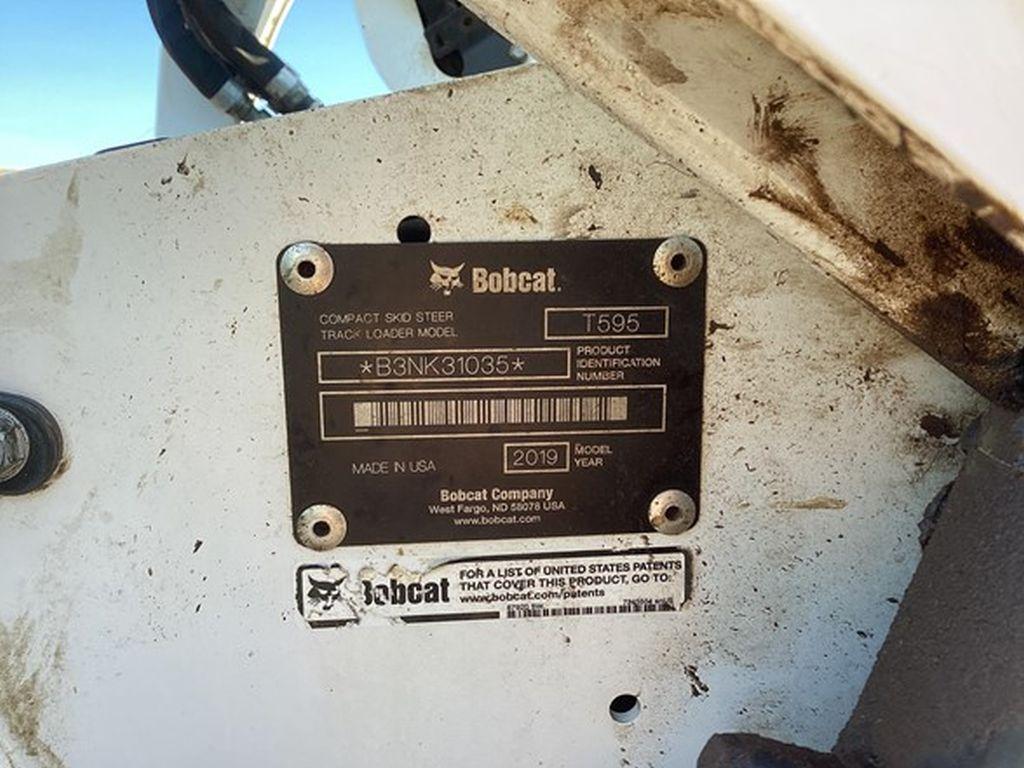 Bobcat.
COMPACT SKID STEER
TRACK LOADER MODEL
T595
*B3NK31035*
PRODUCT
IDENTIFICATION
NUMBER
MADE IN USA
2019
MODEL
YEAR
Bobcat Company
West Fargo, ND 58078 USA
www.bobcat.com
Bobcat
FOR A LIST OF UNITED STATES PATENTS
THAT COVER THIS PRODUCT, GO TO:
www.bobcat.com/patents